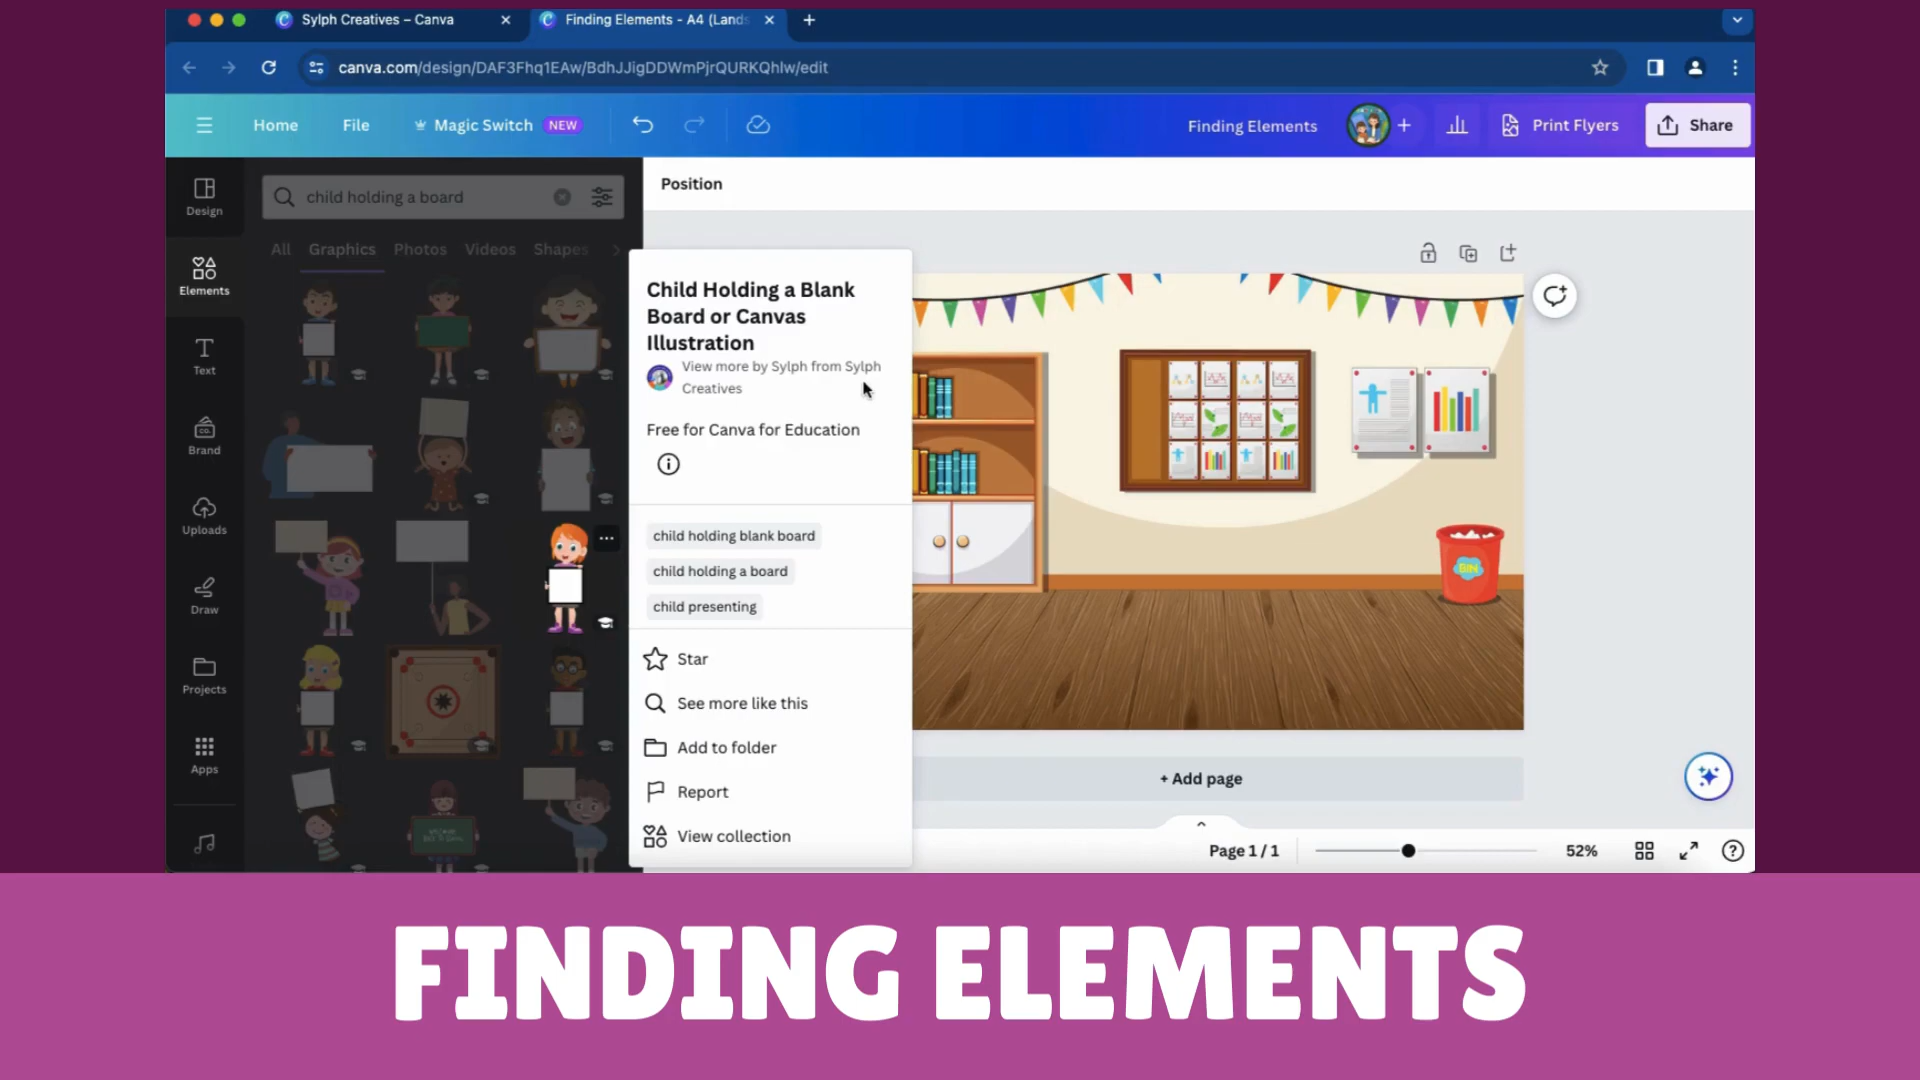 Sylph Creatives – Canva
Finding Elements - A4 (Lands
canva.com/design/DAF3Fhq1EAw/BdhJJigDDWmPjrQURKQhlw/edit
Home
File
Magic Switch
NEW
Finding Elements
Print Flyers
Share
Design
Elements
Text
Brand
Uploads
Draw
Projects
Apps
child holding a board
All
Graphics
Photos
Videos
Shapes
Position
Child Holding a Blank
Board or Canvas
Illustration
View more by Sylph from Sylph
Creatives
Free for Canva for Education
child holding blank board
child holding a board
child presenting
Star
See more like this
Add to folder
Report
View collection
BIN
+ Add page
Page 1 / 1
52%
FINDING ELEMENTS